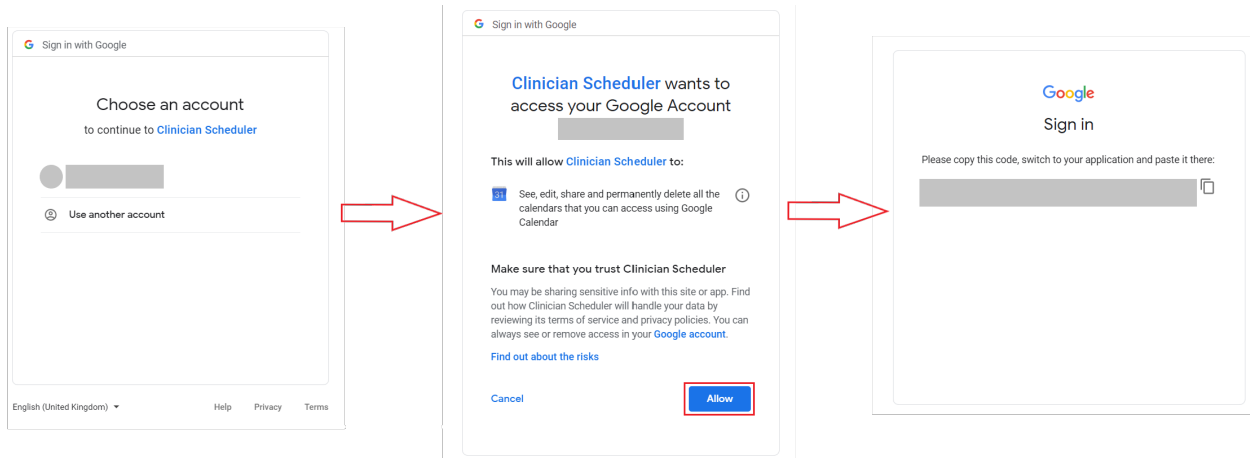 Sign in with Google
Choose an account
to continue to Clinician Scheduler
Use another account
English (United Kingdom)
Help Privacy Terms
Sign in with Google
Clinician Scheduler wants to
access your Google Account
This will allow Clinician Scheduler to:
31
See, edit, share and permanently delete all the
calendars that you can access using Google
Calendar
Make sure that you trust Clinician Scheduler
You may be sharing sensitive info with this site or app. Find
out how Clinician Scheduler will handle your data by
reviewing its terms of service and privacy policies. You can
always see or remove access in your Google account.
Find out about the risks
Cancel Allow
Google
Sign in
Please copy this code, switch to your application and paste it there: